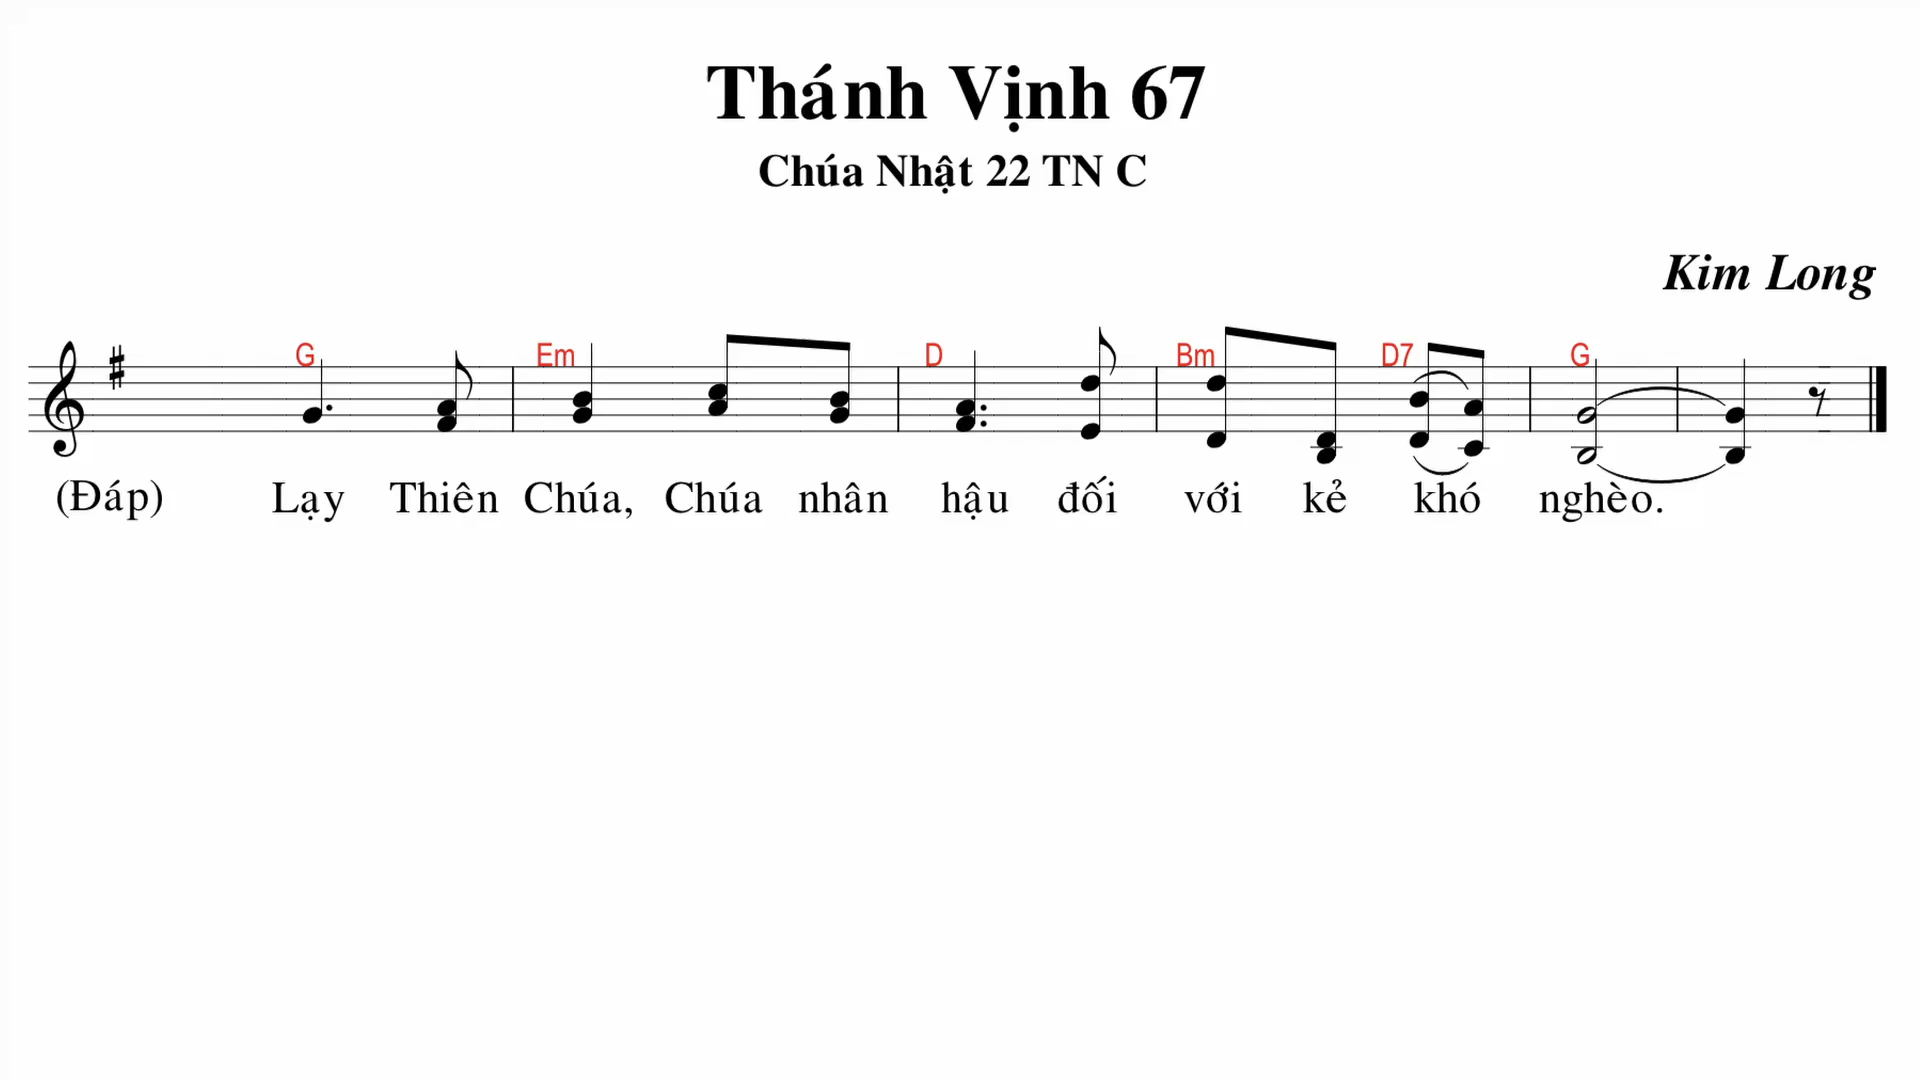 Thánh Vịnh 67
Chúa Nhật 22 TN C
Kim Long
G Em D Bm D7 G
(Đáp) Lạy Thiên Chúa, Chúa nhân hậu đối với kẻ khó nghèo.